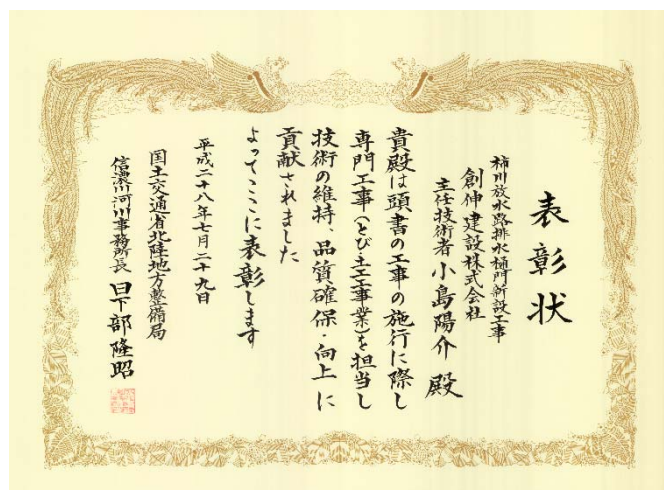 表彰状
柿川放水路排水樋門新設工事
創伸建設株式会社
主任技術者 小島陽介 殿
貴殿は頭書の工事の施行に際し
専門工事(とび・土工工事業)を担当し
技術の維持、品質確保・向上に
貢献されました
よってここに表彰します
平成二十八年七月二十九日
国土交通省北陸地方整備局
信濃川河川事務所長 日下部隆昭